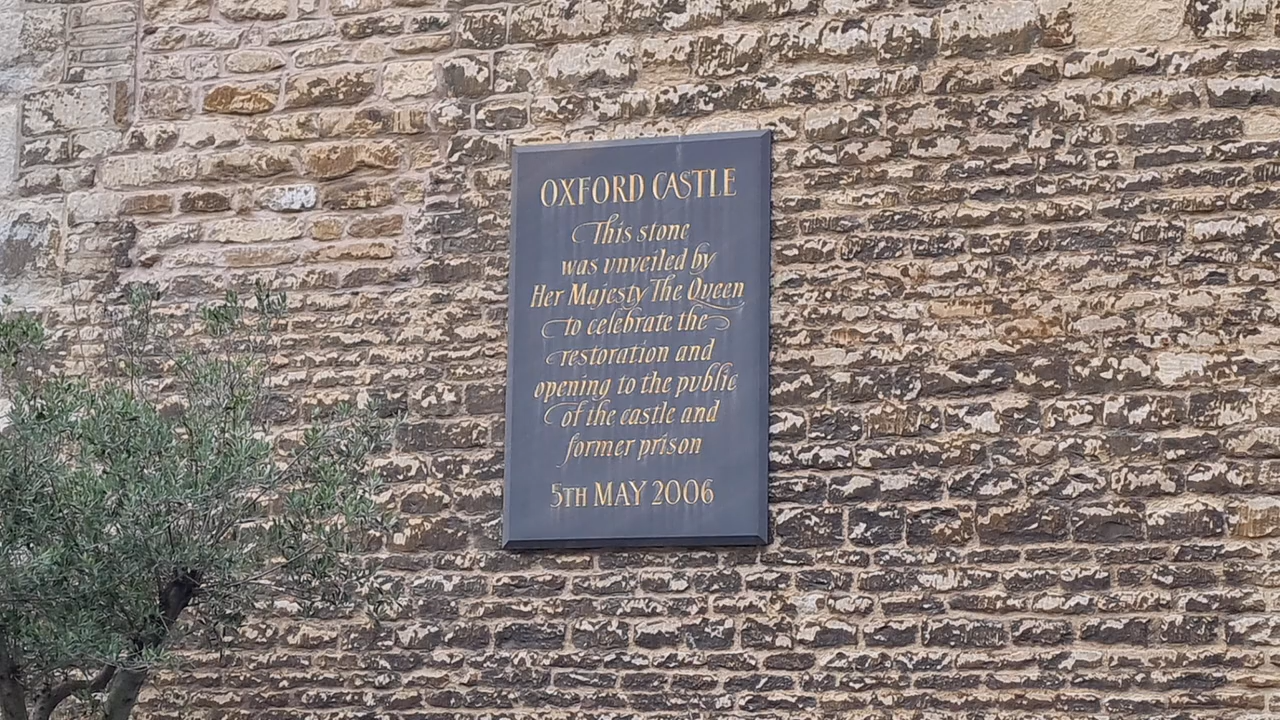 OXFORD CASTLE
This stone
was unveiled by
Her Majesty The Queen
to celebrate the
restoration and
opening to the public
of the castle and
former prison
5TH MAY 2006